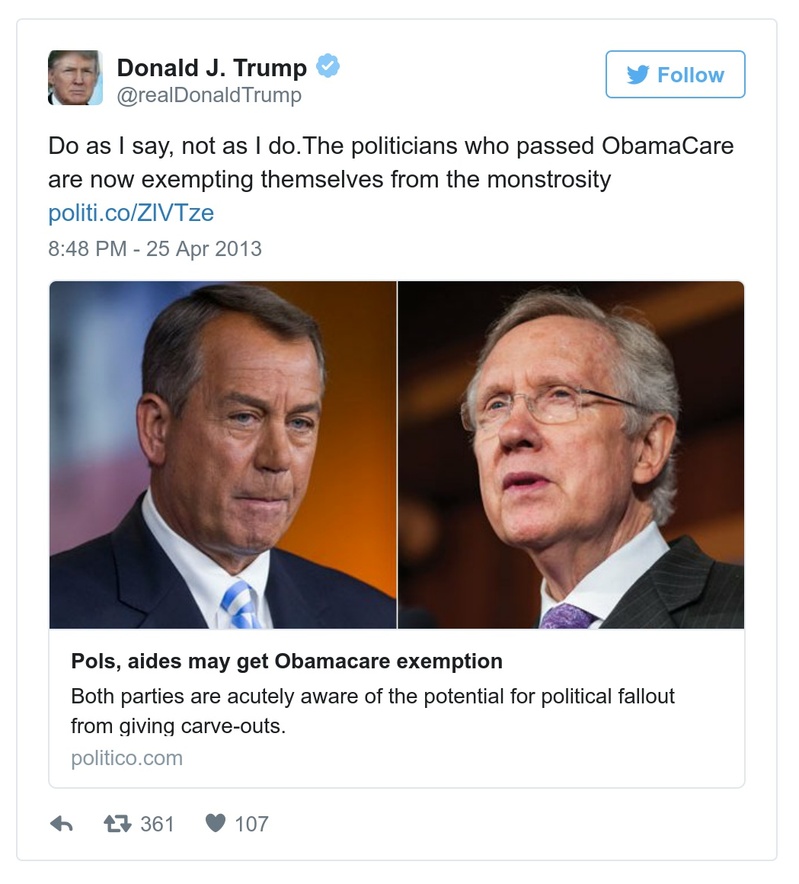 Donald J. Trump
@realDonaldTrump
Follow
Do as I say, not as I do.The politicians who passed ObamaCare
are now exempting themselves from the monstrosity
politi.co/ZlVTze
8:48 PM - 25 Apr 2013
Pols, aides may get Obamacare exemption
Both parties are acutely aware of the potential for political fallout
from giving carve-outs.
politico.com
361 107